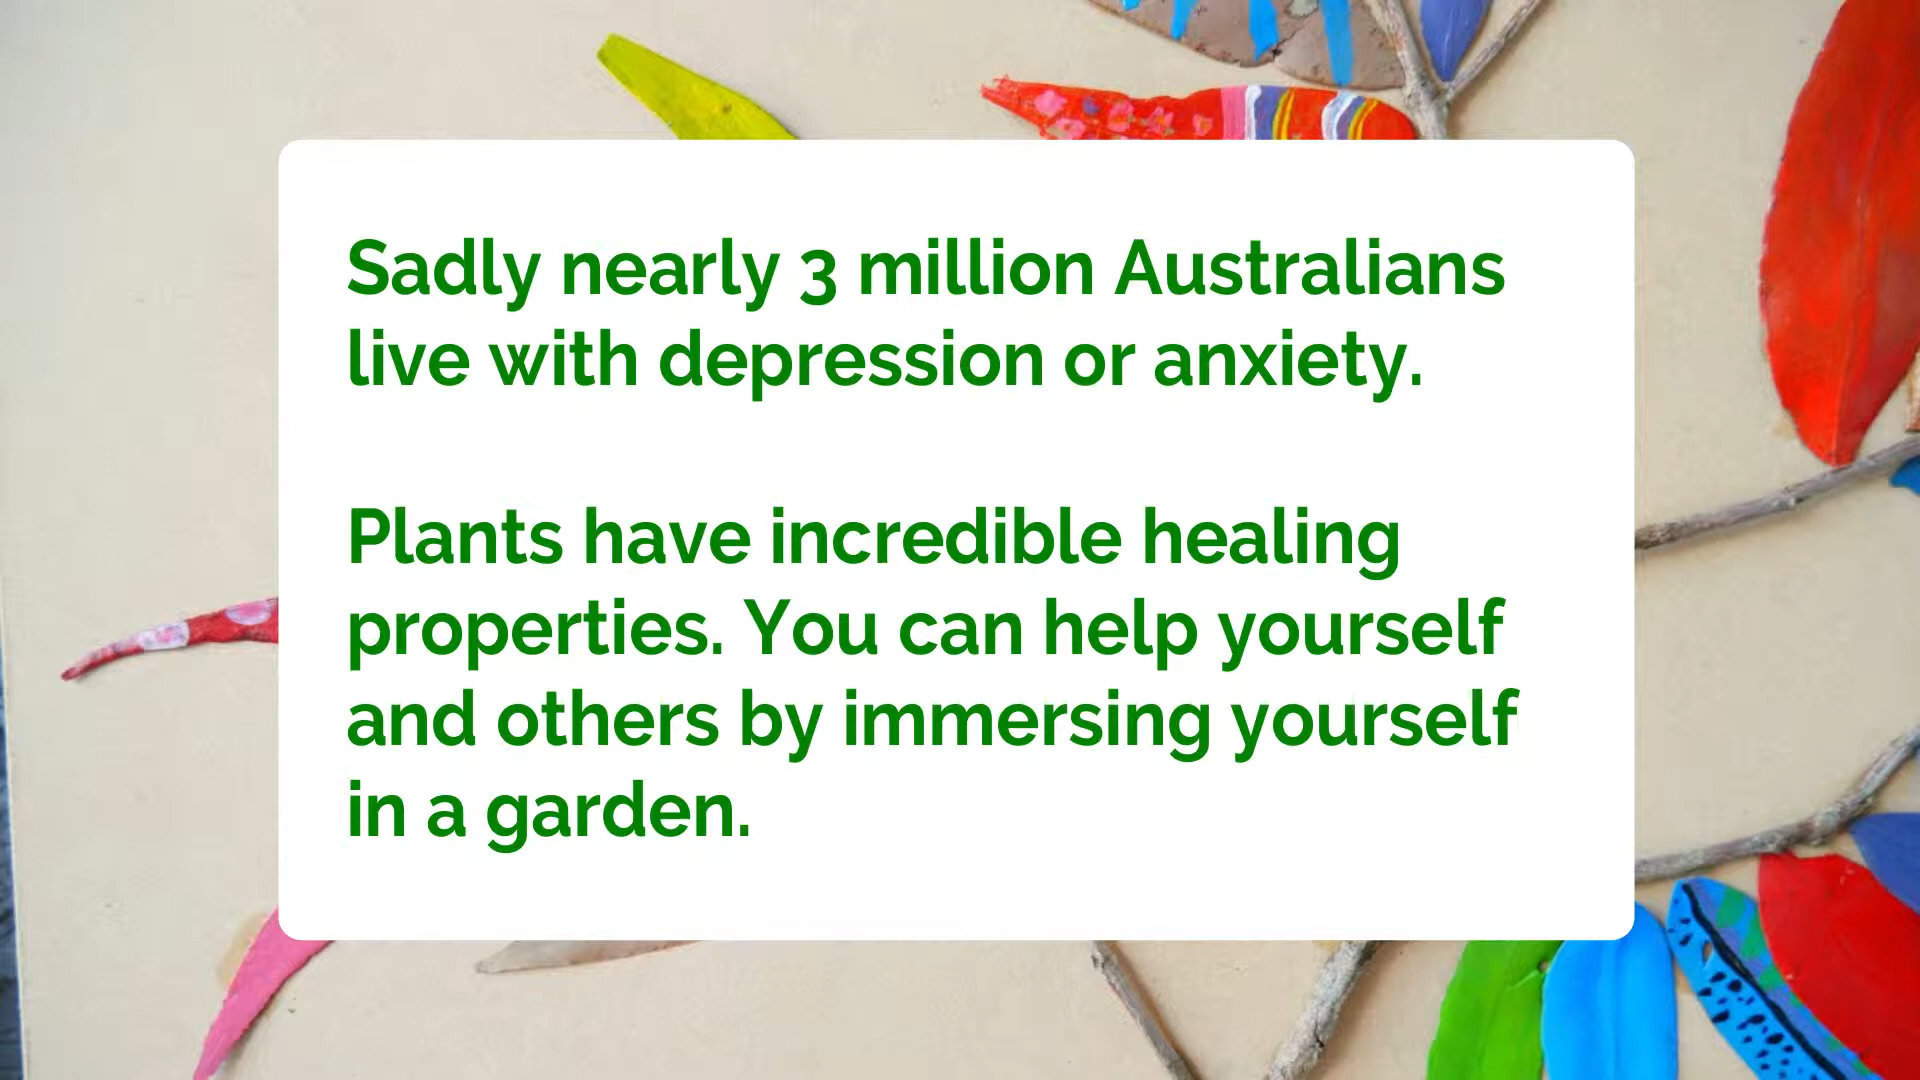 Sadly nearly 3 million Australians
live with depression or anxiety.
Plants have incredible healing
properties. You can help yourself
and others by immersing yourself
in a garden.